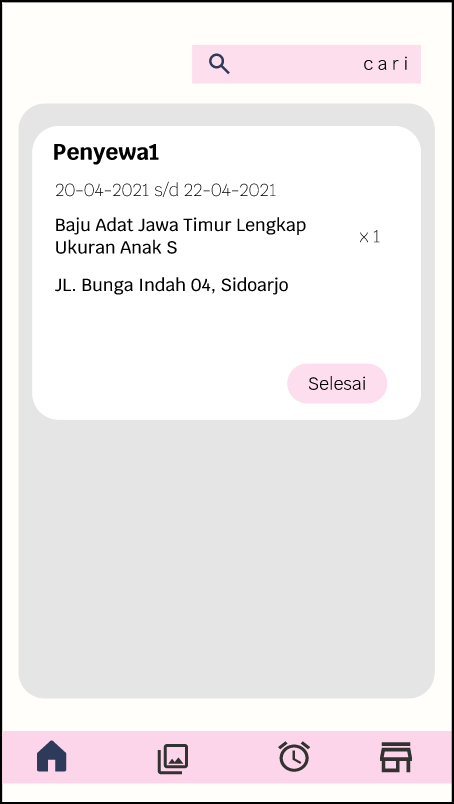 cari
Penyewa1
20-04-2021 s/d 22-04-2021
Baju Adat Jawa Timur Lengkap
Ukuran Anak S
x 1
JL. Bunga Indah 04, Sidoarjo
Selesai